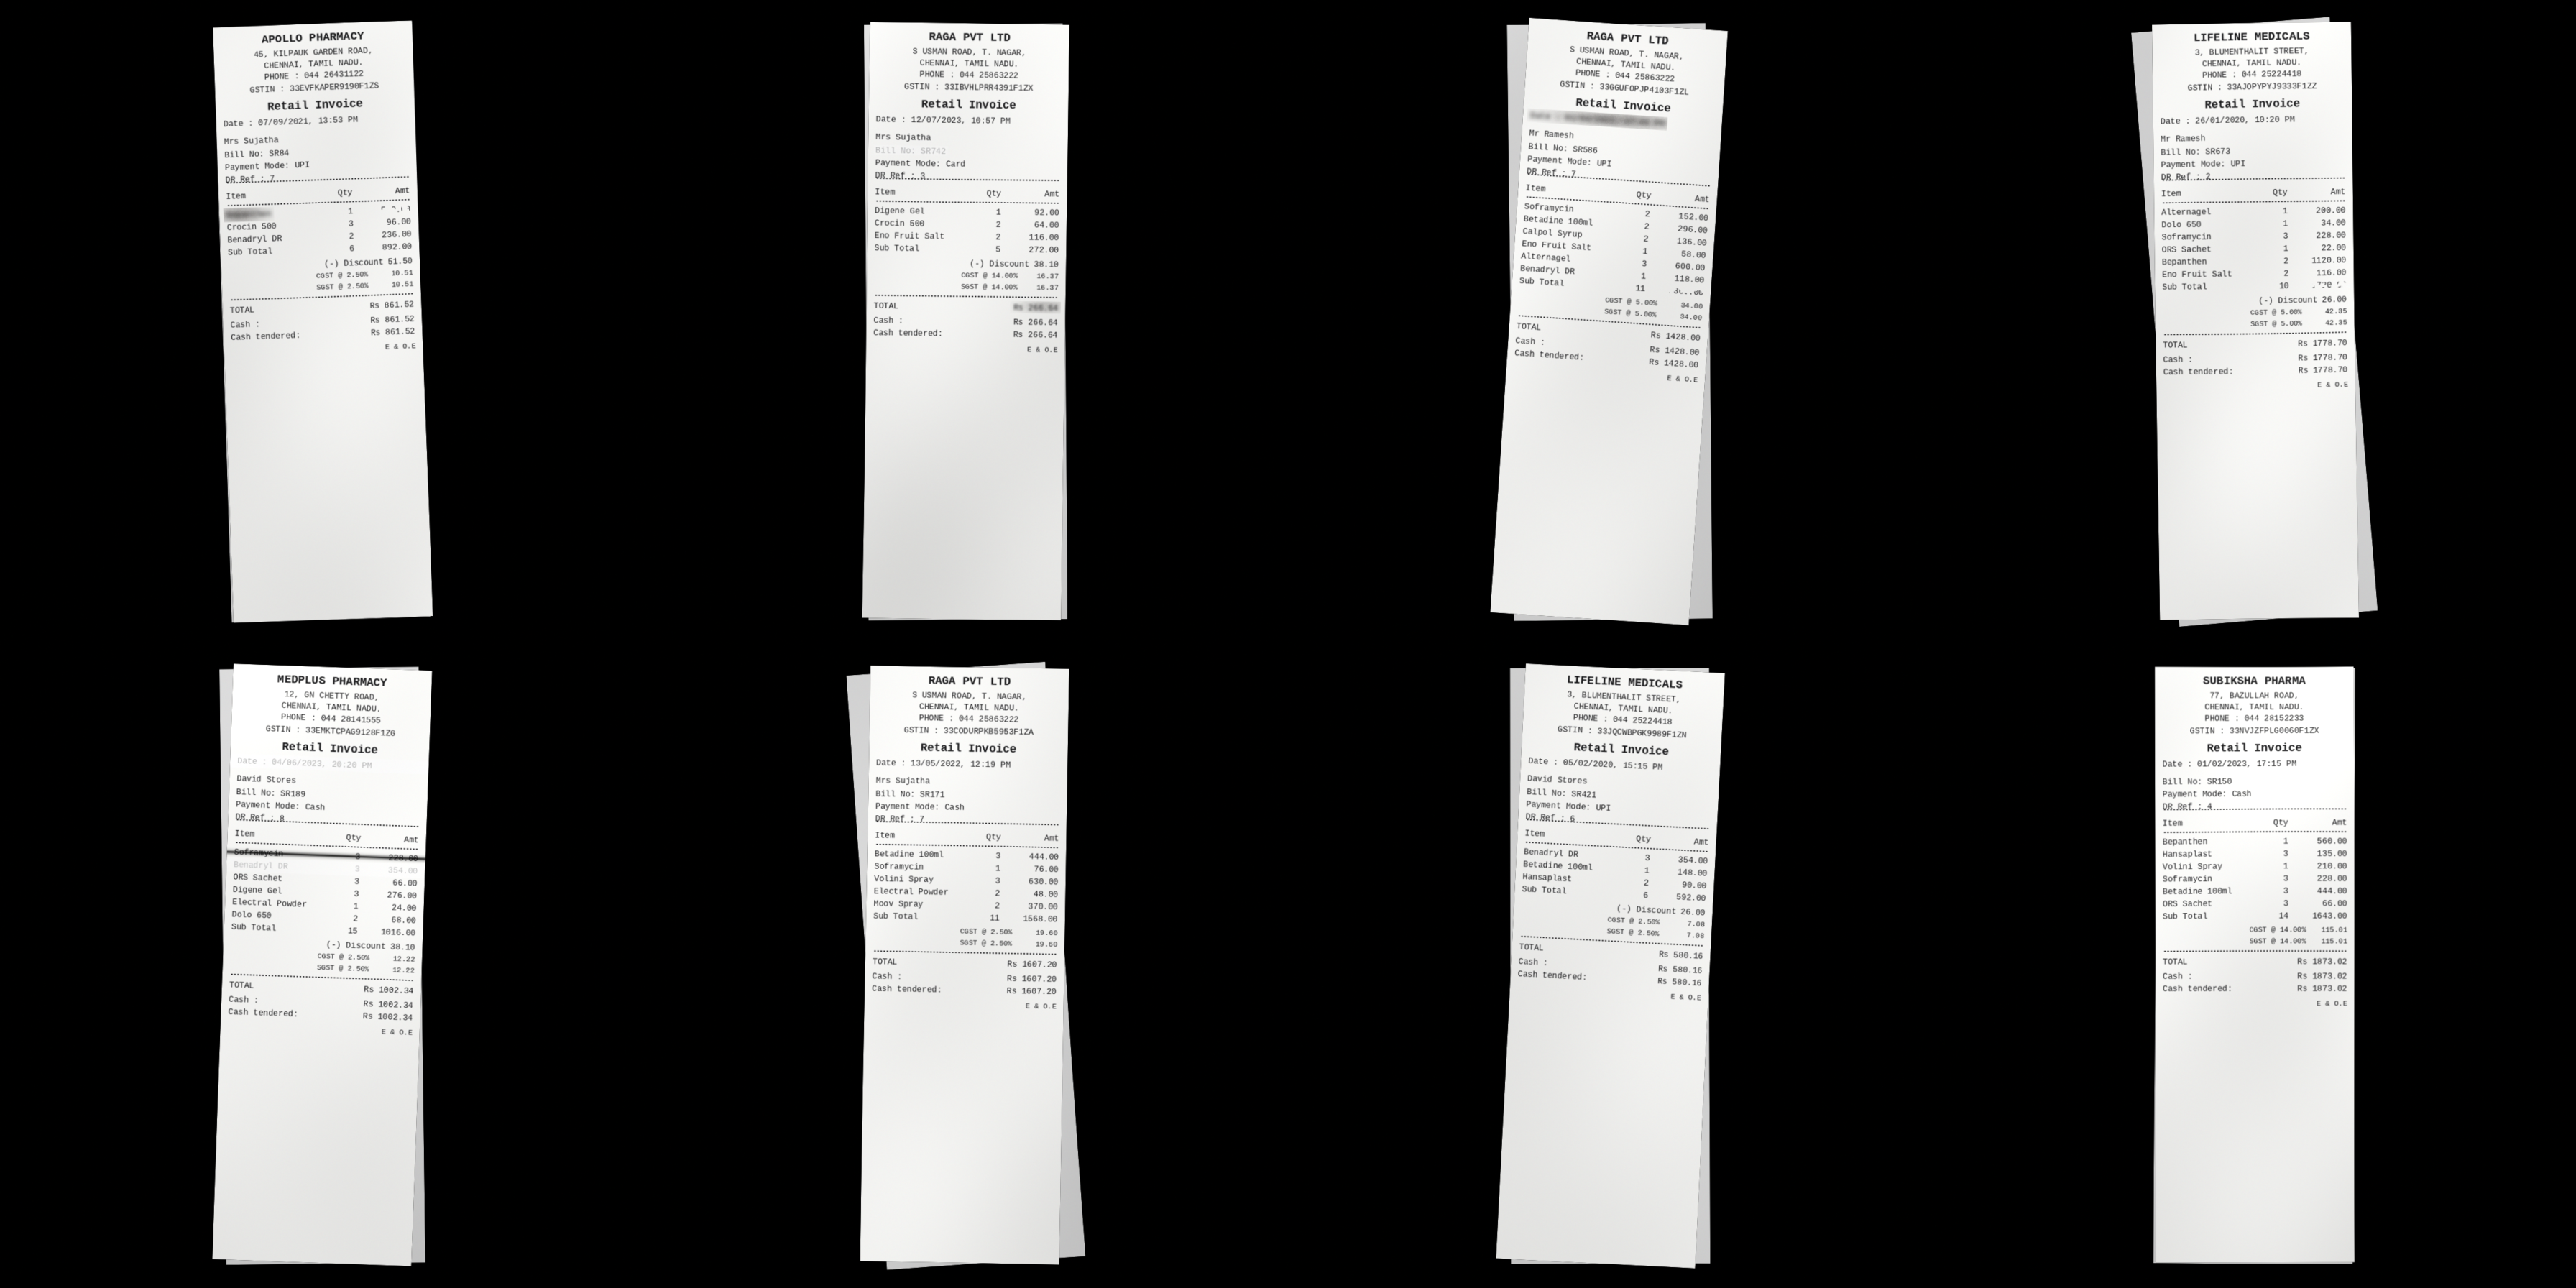 APOLLO PHARMACY
45, KILPAUK GARDEN ROAD,
CHENNAI, TAMIL NADU.
PHONE : 044 26431122
GSTIN : 33EVFKAPER9190F1ZS
Retail Invoice
Date : 07/09/2021, 13:53 PM
Mrs Sujatha
Bill No: SR84
Payment Mode: UPI
DR Ref : 7
Item Qty Amt
1
Crocin 500 3 96.00
Benadryl DR 2 236.00
Sub Total 6 892.00
(-) Discount 51.50
CGST @ 2.50% 10.51
SGST @ 2.50% 10.51
TOTAL Rs 861.52
Cash : Rs 861.52
Cash tendered: Rs 861.52
E & O.E
RAGA PVT LTD
S USMAN ROAD, T. NAGAR,
CHENNAI, TAMIL NADU.
PHONE : 044 25863222
GSTIN : 33IBVHLPRR4391F1ZX
Retail Invoice
Date : 12/07/2023, 10:57 PM
Mrs Sujatha
Bill No: SR742
Payment Mode: Card
DR Ref : 3
Item Qty Amt
Digene Gel 1 92.00
Crocin 500 2 64.00
Eno Fruit Salt 2 116.00
Sub Total 5 272.00
(-) Discount 38.10
CGST @ 14.00% 16.37
SGST @ 14.00% 16.37
TOTAL Rs 266.64
Cash : Rs 266.64
Cash tendered: Rs 266.64
E & O.E
RAGA PVT LTD
S USMAN ROAD, T. NAGAR,
CHENNAI, TAMIL NADU.
PHONE : 044 25863222
GSTIN : 33GGUFOPJP4103F1ZL
Retail Invoice
Mr Ramesh
Bill No: SR586
Payment Mode: UPI
DR Ref : 7
Item Qty Amt
Soframycin 2 152.00
Betadine 100ml 2 296.00
Calpol Syrup 2 136.00
Eno Fruit Salt 1 58.00
Alternagel 3 600.00
Benadryl DR 1 118.00
Sub Total 11
CGST @ 5.00% 34.00
SGST @ 5.00% 34.00
TOTAL Rs 1428.00
Cash : Rs 1428.00
Cash tendered: Rs 1428.00
E & O.E
LIFELINE MEDICALS
3, BLUMENTHALIT STREET,
CHENNAI, TAMIL NADU.
PHONE : 044 25224418
GSTIN : 33AJOPYPYJ9333F1ZZ
Retail Invoice
Date : 26/01/2020, 10:20 PM
Mr Ramesh
Bill No: SR673
Payment Mode: UPI
DR Ref : 2
Item Qty Amt
Alternagel 1 200.00
Dolo 650 1 34.00
Soframycin 3 228.00
ORS Sachet 1 22.00
Bepanthen 2 1120.00
Eno Fruit Salt 2 116.00
Sub Total 10
(-) Discount 26.00
CGST @ 5.00% 42.35
SGST @ 5.00% 42.35
TOTAL Rs 1778.70
Cash : Rs 1778.70
Cash tendered: Rs 1778.70
E & O.E
MEDPLUS PHARMACY
12, GN CHETTY ROAD,
CHENNAI, TAMIL NADU.
PHONE : 044 28141555
GSTIN : 33EMKTCPAG9128F1ZG
Retail Invoice
Date : 04/06/2023, 20:20 PM
David Stores
Bill No: SR189
Payment Mode: Cash
DR Ref : 8
Item Qty Amt
Soframycin 3 228.00
Benadryl DR 3 354.00
ORS Sachet 3 66.00
Digene Gel 3 276.00
Electral Powder 1 24.00
Dolo 650 2 68.00
Sub Total 15 1016.00
(-) Discount 38.10
CGST @ 2.50% 12.22
SGST @ 2.50% 12.22
TOTAL Rs 1002.34
Cash : Rs 1002.34
Cash tendered: Rs 1002.34
E & O.E
RAGA PVT LTD
S USMAN ROAD, T. NAGAR,
CHENNAI, TAMIL NADU.
PHONE : 044 25863222
GSTIN : 33CODURPKB5953F1ZA
Retail Invoice
Date : 13/05/2022, 12:19 PM
Mrs Sujatha
Bill No: SR171
Payment Mode: Cash
DR Ref : 7
Item Qty Amt
Betadine 100ml 3 444.00
Soframycin 1 76.00
Volini Spray 3 630.00
Electral Powder 2 48.00
Moov Spray 2 370.00
Sub Total 11 1568.00
CGST @ 2.50% 19.60
SGST @ 2.50% 19.60
TOTAL Rs 1607.20
Cash : Rs 1607.20
Cash tendered: Rs 1607.20
E & O.E
LIFELINE MEDICALS
3, BLUMENTHALIT STREET,
CHENNAI, TAMIL NADU.
PHONE : 044 25224418
GSTIN : 33JQCWBPGK9989F1ZN
Retail Invoice
Date : 05/02/2020, 15:15 PM
David Stores
Bill No: SR421
Payment Mode: UPI
DR Ref : 6
Item Qty Amt
Benadryl DR 3 354.00
Betadine 100ml 1 148.00
Hansaplast 2 90.00
Sub Total 6 592.00
(-) Discount 26.00
CGST @ 2.50% 7.08
SGST @ 2.50% 7.08
TOTAL Rs 580.16
Cash : Rs 580.16
Cash tendered: Rs 580.16
E & O.E
SUBIKSHA PHARMA
77, BAZULLAH ROAD,
CHENNAI, TAMIL NADU.
PHONE : 044 28152233
GSTIN : 33NVJZFPLG0060F1ZX
Retail Invoice
Date : 01/02/2023, 17:15 PM
Bill No: SR150
Payment Mode: Cash
DR Ref : 4
Item Qty Amt
Bepanthen 1 560.00
Hansaplast 3 135.00
Volini Spray 1 210.00
Soframycin 3 228.00
Betadine 100ml 3 444.00
ORS Sachet 3 66.00
Sub Total 14 1643.00
CGST @ 14.00% 115.01
SGST @ 14.00% 115.01
TOTAL Rs 1873.02
Cash : Rs 1873.02
Cash tendered: Rs 1873.02
E & O.E